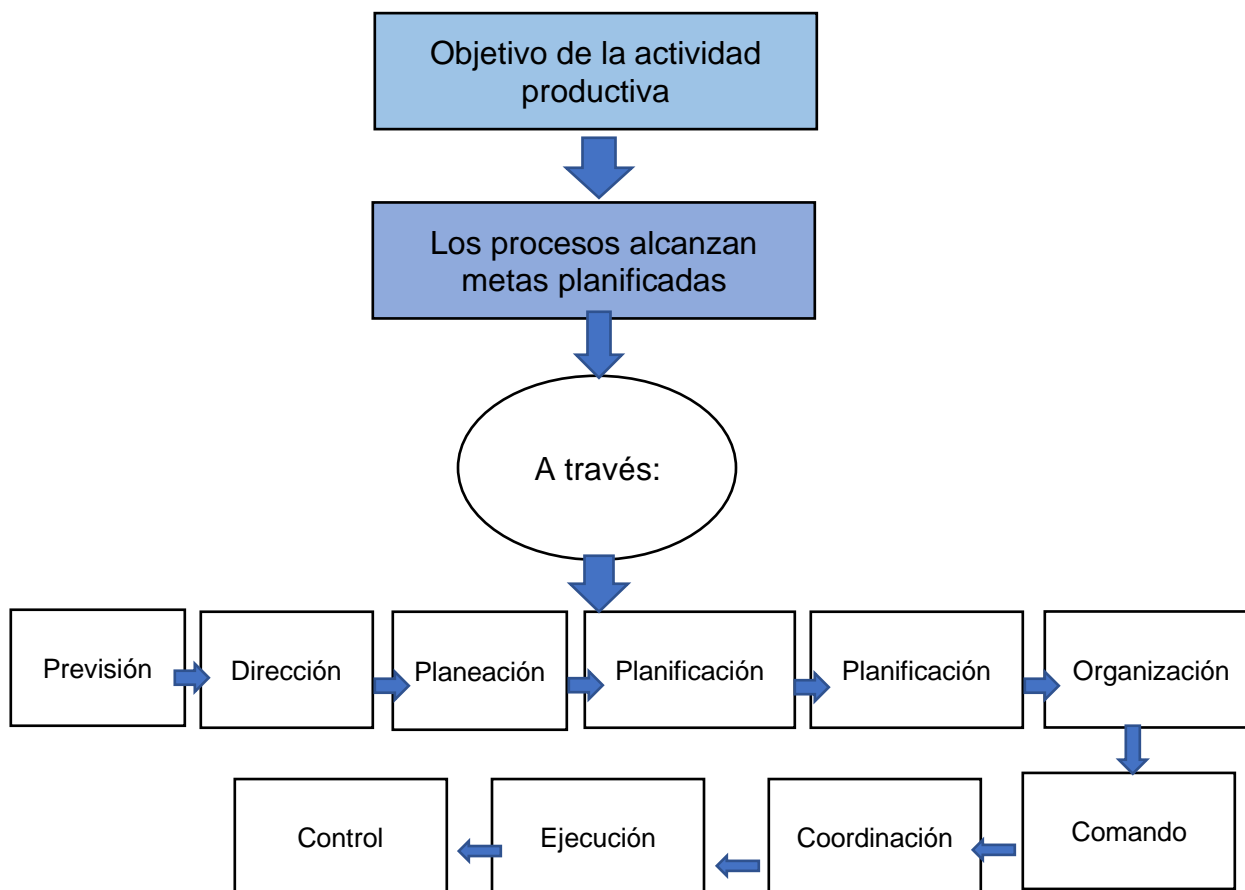 Objetivo de la actividad
productiva
Los procesos alcanzan
metas planificadas
A través:
Previsión
Dirección
Planeación
Planificación
Planificación
Organización
Comando
Coordinación
Ejecución
Control